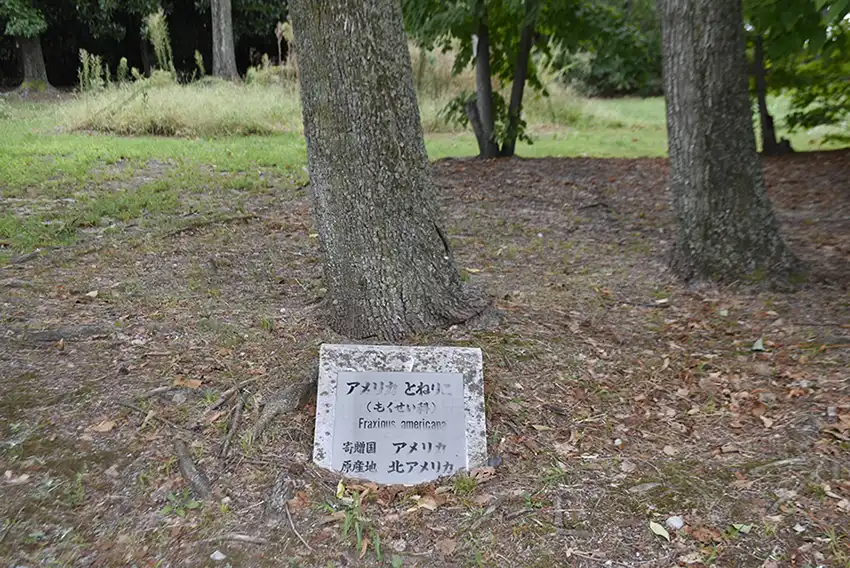 アメリカ とねりこ
(もくせい科)
Fraxinus americana
寄贈国 アメリカ
原産地 北アメリカ